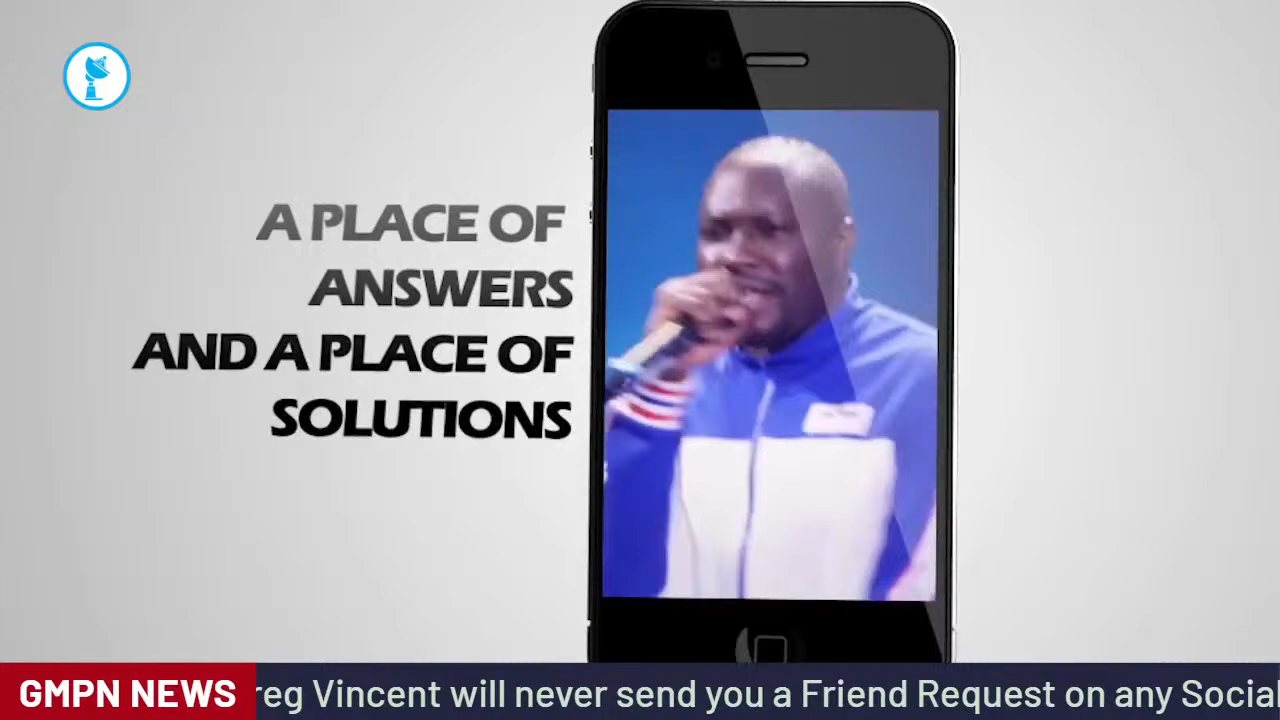 A PLACE OF
ANSWERS
AND A PLACE OF
SOLUTIONS
GMPN NEWS
reg Vincent will never send you a Friend Request on any Social